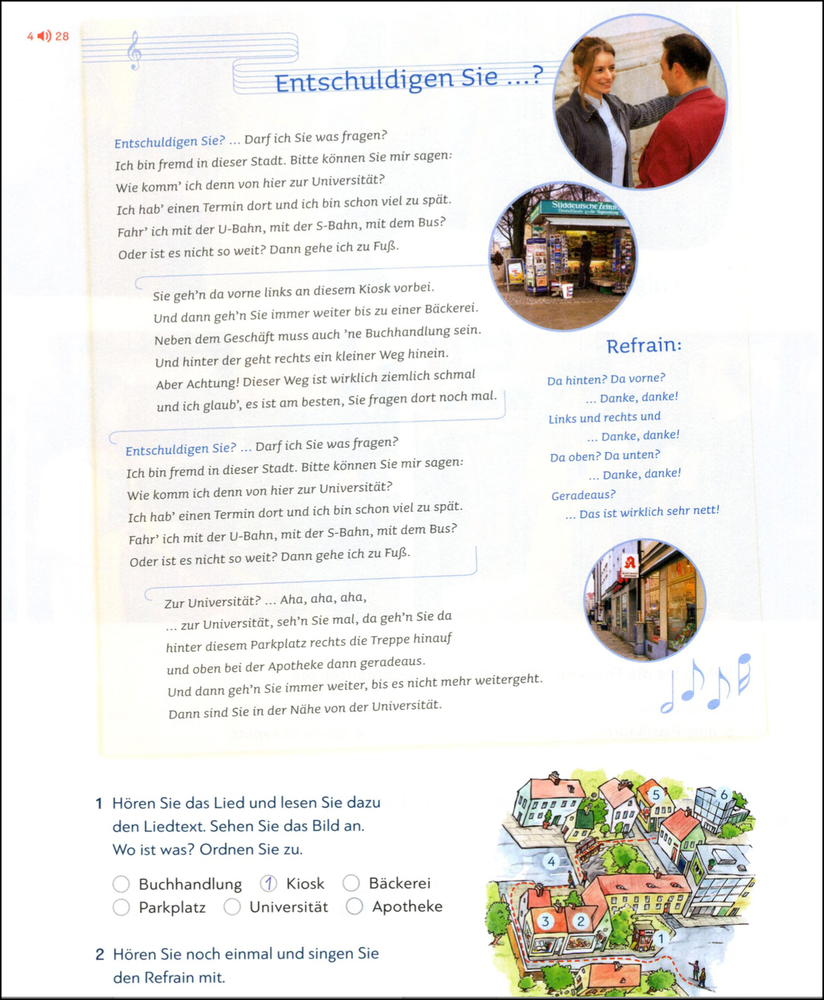 4 28
Entschuldigen Sie ...?
Entschuldigen Sie? ... Darf ich Sie was fragen?
Ich bin fremd in dieser Stadt. Bitte können Sie mir sagen:
Wie komm’ ich denn von hier zur Universität?
Ich hab’ einen Termin dort und ich bin schon viel zu spät.
Fahr’ ich mit der U-Bahn, mit der S-Bahn, mit dem Bus?
Oder ist es nicht so weit? Dann gehe ich zu Fuß.
Süddeutsche Zeitung
Sie geh’n da vorne links an diesem Kiosk vorbei.
Und dann geh’n Sie immer weiter bis zu einer Bäckerei.
Neben dem Geschäft muss auch ’ne Buchhandlung sein.
Und hinter der geht rechts ein kleiner Weg hinein.
Aber Achtung! Dieser Weg ist wirklich ziemlich schmal
und ich glaub’, es ist am besten, Sie fragen dort noch mal.
Entschuldigen Sie? ... Darf ich Sie was fragen?
Ich bin fremd in dieser Stadt. Bitte können Sie mir sagen:
Wie komm ich denn von hier zur Universität?
Ich hab’ einen Termin dort und ich bin schon viel zu spät.
Fahr’ ich mit der U-Bahn, mit der S-Bahn, mit dem Bus?
Oder ist es nicht so weit? Dann gehe ich zu Fuß.
Zur Universität? ... Aha, aha, aha,
... zur Universität, seh’n Sie mal, da geh’n Sie da
hinter diesem Parkplatz rechts die Treppe hinauf
und oben bei der Apotheke dann geradeaus.
Und dann geh’n Sie immer weiter, bis es nicht mehr weitergeht.
Dann sind Sie in der Nähe von der Universität.
Refrain:
Da hinten? Da vorne?
... Danke, danke!
Links und rechts und
... Danke, danke!
Da oben? Da unten?
... Danke, danke!
Geradeaus?
... Das ist wirklich sehr nett!
1 Hören Sie das Lied und lesen Sie dazu
den Liedtext. Sehen Sie das Bild an.
Wo ist was? Ordnen Sie zu.
Buchhandlung 1 Kiosk Bäckerei
Parkplatz Universität Apotheke
2 Hören Sie noch einmal und singen Sie
den Refrain mit.
5 6
4
3 2
1